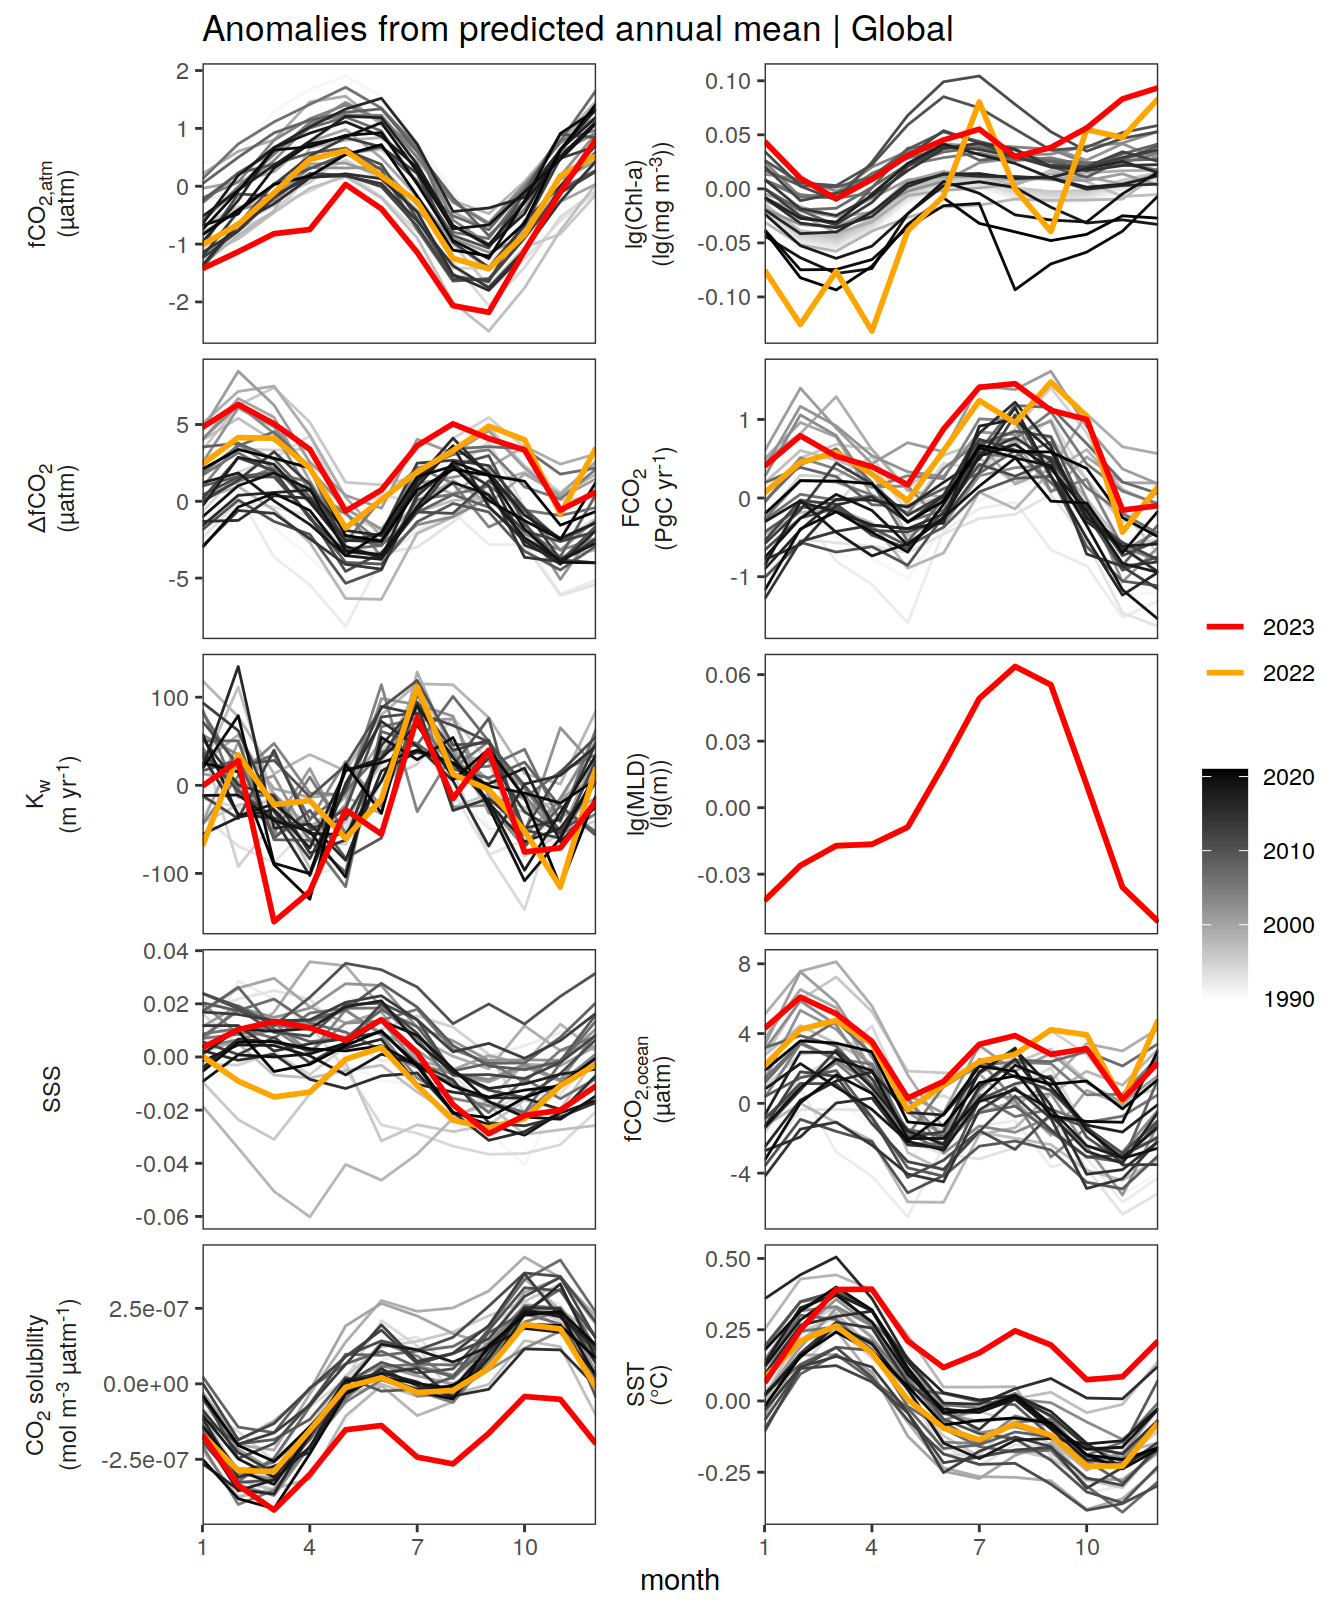 Anomalies from predicted annual mean | Global
fCO2,atm
(µatm)
2
1
0
-1
-2
lg(Chl-a)
(lg(mg m-3))
0.10
0.05
0.00
-0.05
-0.10
ΔfCO2
(µatm)
5
0
-5
FCO2
(PgC yr-1)
1
0
-1
Kw
(m yr-1)
100
0
-100
lg(MLD)
(lg(m))
0.06
0.03
0.00
-0.03
SSS
0.04
0.02
0.00
-0.02
-0.04
-0.06
fCO2,ocean
(µatm)
8
4
0
-4
CO2 solubility
(mol m-3 µatm-1)
2.5e-07
0.0e+00
-2.5e-07
SST
(°C)
0.50
0.25
0.00
-0.25
1 4 7 10
1 4 7 10
month
2023
2022
2020
2010
2000
1990